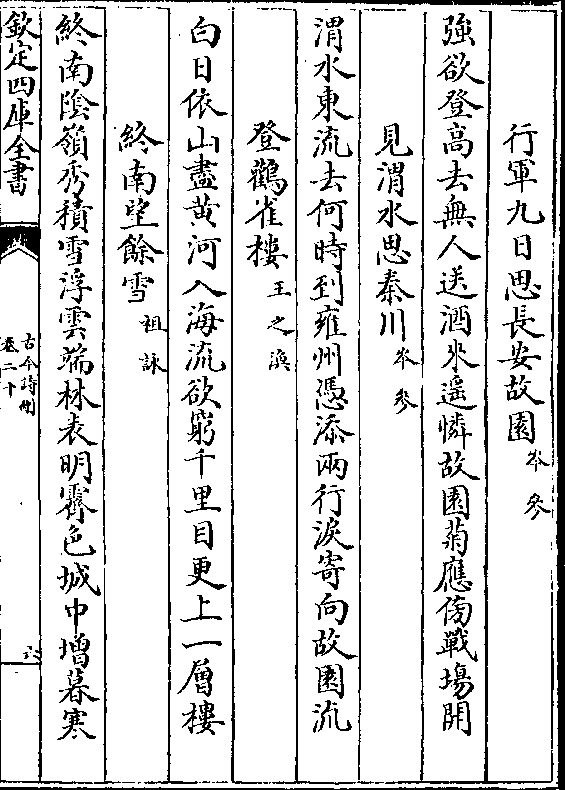 行軍九日思長安故園岑參
強欲登高去無人送酒來遥憐故園菊應傍戰場開
見渭水思秦川岑參
渭水東流去何時到雍州憑添兩行淚寄向故園流
登鸛雀樓王之渙
白日依山盡黄河入海流欲窮千里目更上一層樓
終南望餘雪祖詠
終南陰嶺秀積雪浮雲端林表明霽色城中增暮寒
欽定四庫全書
古今詩刪
卷二十
六